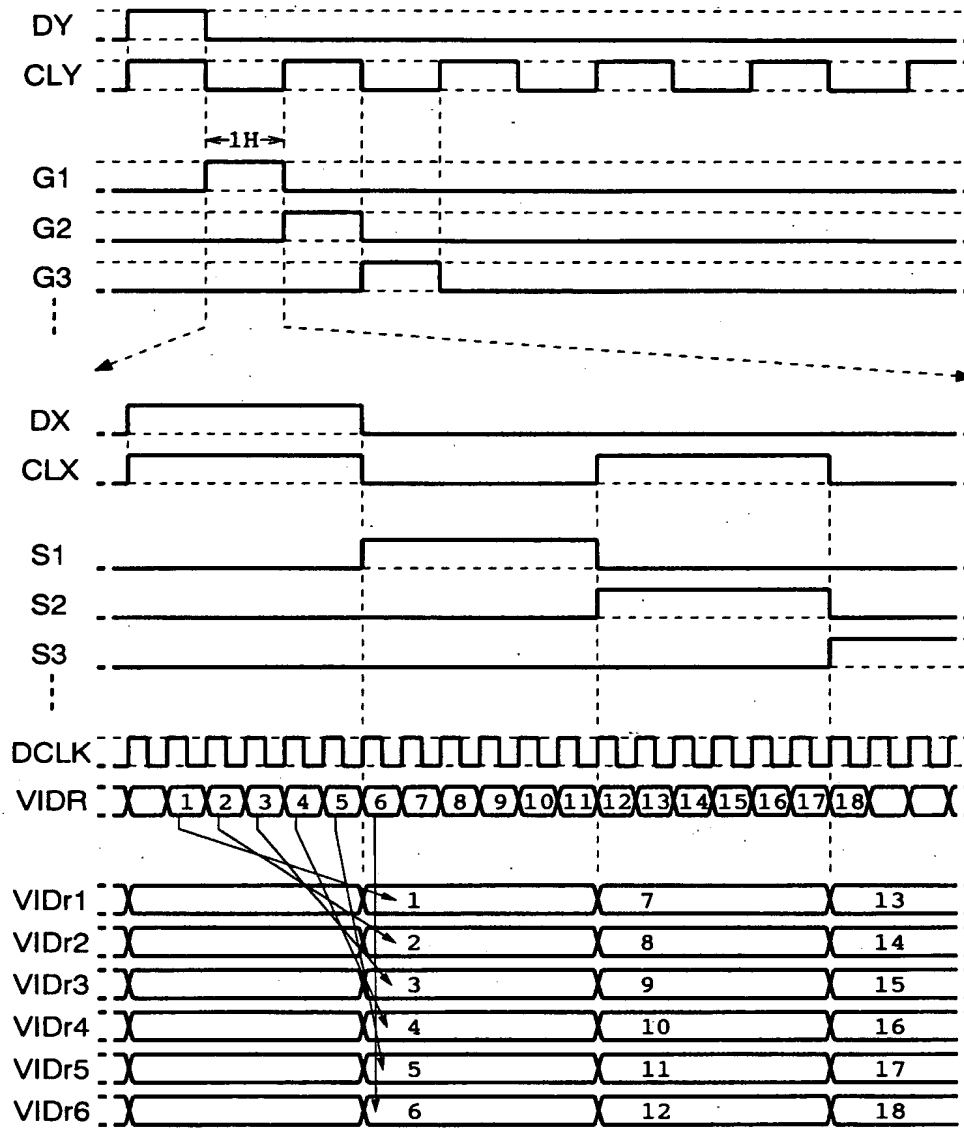 DY
CLY
1H
G1
G2
G3
DX
CLX
S1
S2
S3
DCLK
VIDR 1 2 3 4 5 6 7 8 9 10 11 12 13 14 15 16 17 18
VIDr1 1 7 13
VIDr2 2 8 14
VIDr3 3 9 15
VIDr4 4 10 16
VIDr5 5 11 17
VIDr6 6 12 18